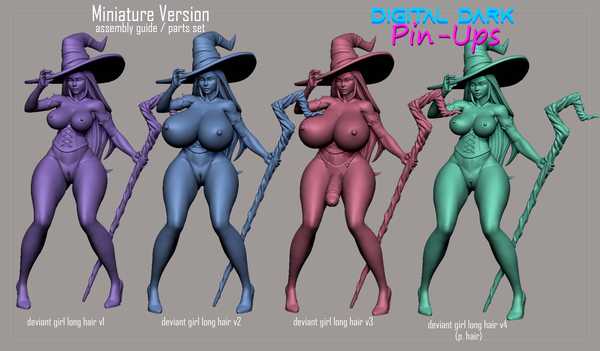 Miniature Version
assembly guide / parts set
DIGITAL DARK
Pin-Ups
deviant girl long hair v1
deviant girl long hair v2
deviant girl long hair v3
deviant girl long hair v4
(p. hair)